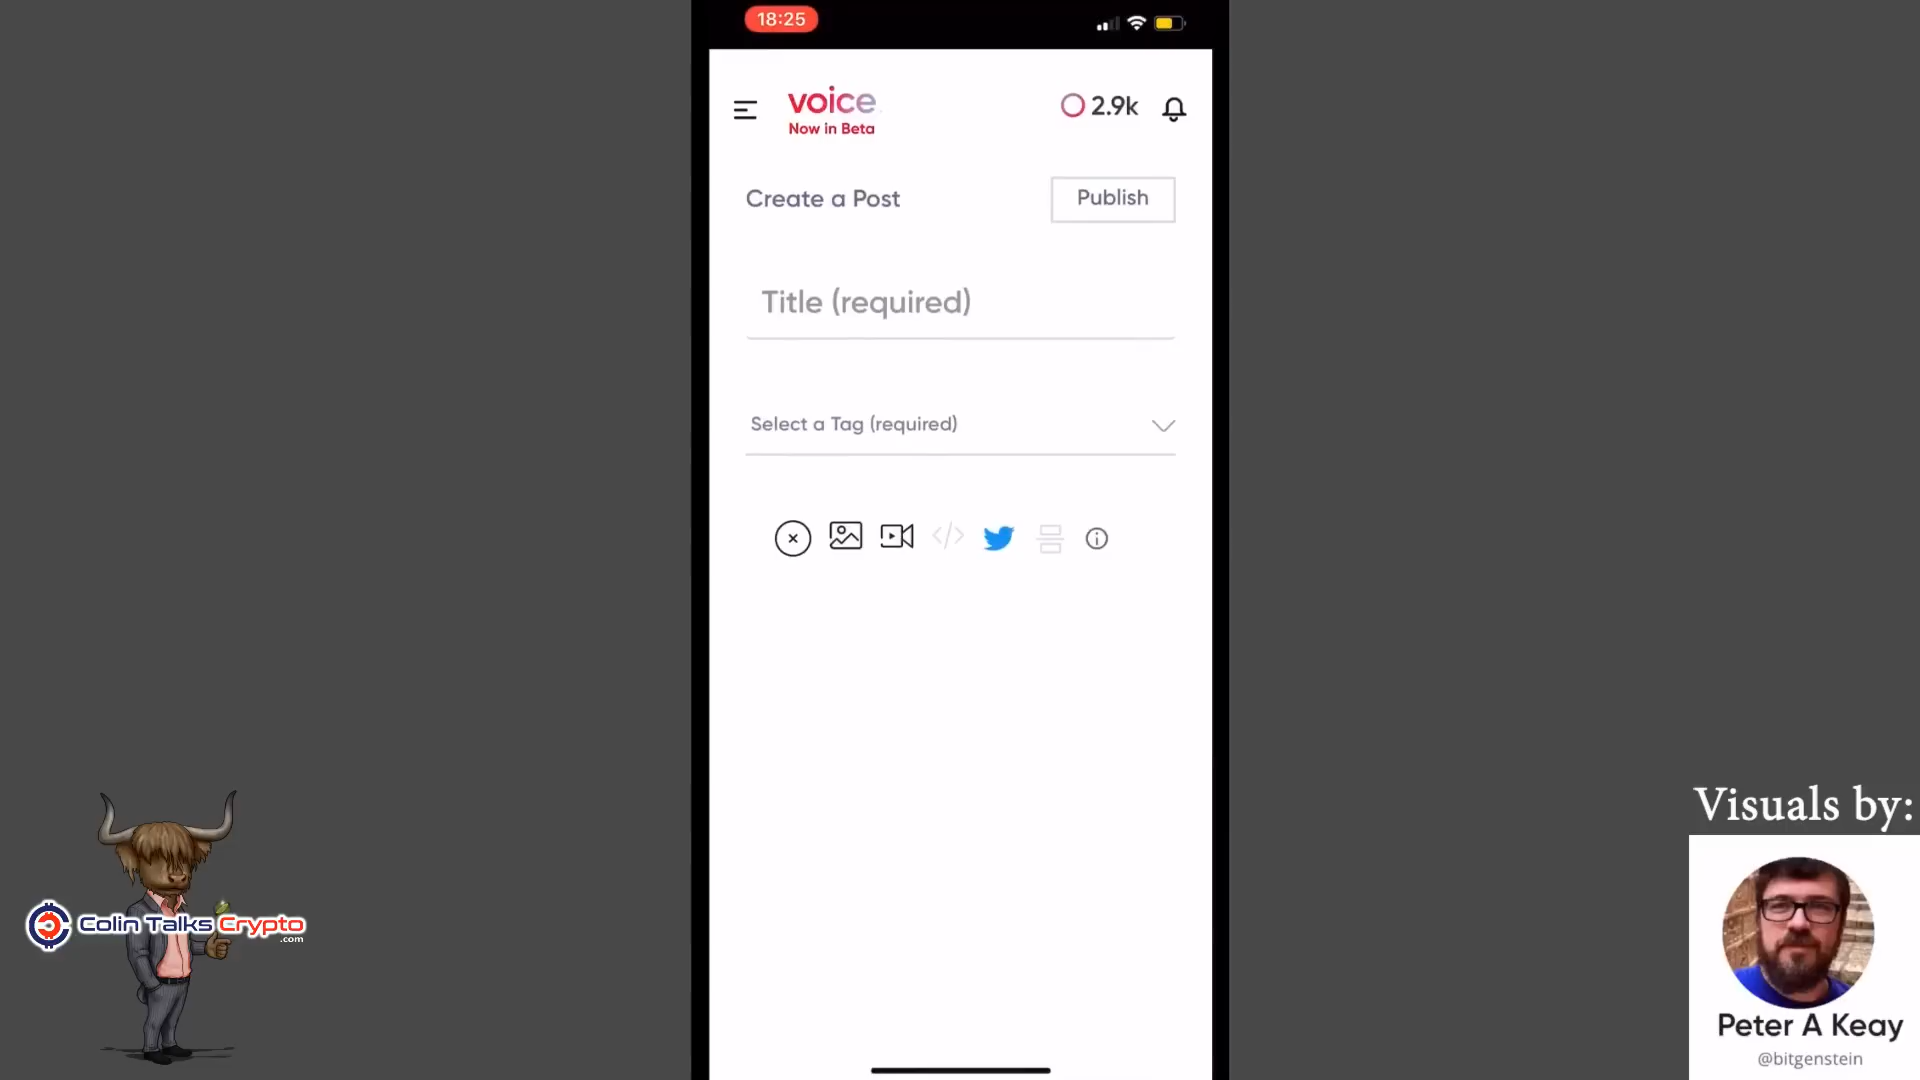 18:25
voice
Now in Beta
2.9k
Create a Post
Publish
Title (required)
Select a Tag (required)
Visuals by:
Colin Talks Crypto
.com
Peter A Keay
@bitgenstein